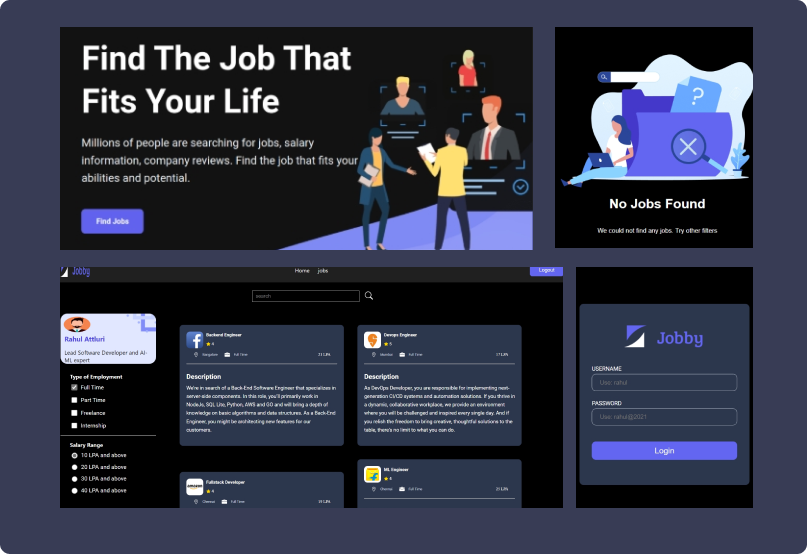 Find The Job That
Fits Your Life
Millions of people are searching for jobs, salary
information, company reviews. Find the job that fits your
abilities and potential.
Find Jobs
?
No Jobs Found
We could not find any jobs. Try other filters
Jobby
Home
jobs
Logout
search
Rahul Attluri
Lead Software Developer and AI-
ML expert
Type of Employment
Full Time
Part Time
Freelance
Internship
Salary Range
10 LPA and above
20 LPA and above
30 LPA and above
40 LPA and above
Backend Engineer
4
Bangalore
Full Time
21 LPA
Description
We're in search of a Back-End Software Engineer that specializes in
server-side components. In this role, you'll primarily work in
NodeJs, SQL Lite, Python, AWS and GO and will bring a depth of
knowledge on basic algorithms and data structures. As a Back-End
Engineer, you might be architecting new features for our
customers.
Devops Engineer
5
Mumbai
Full Time
17 LPA
Description
As DevOps Developer, you are responsible for implementing next-
generation CI/CD systems and automation solutions. If you thrive in
a dynamic, collaborative workplace, we provide an environment
where you will be challenged and inspired every single day. And if
you relish the freedom to bring creative, thoughtful solutions to the
table, there's no limit to what you can do.
amazon
Fullstack Developer
4
Chennai
Full Time
LPA
ML Engineer
4
Chennai
Full Time
LPA
Jobby
USERNAME
Use: rahul
PASSWORD
Use: rahul@2021
Login